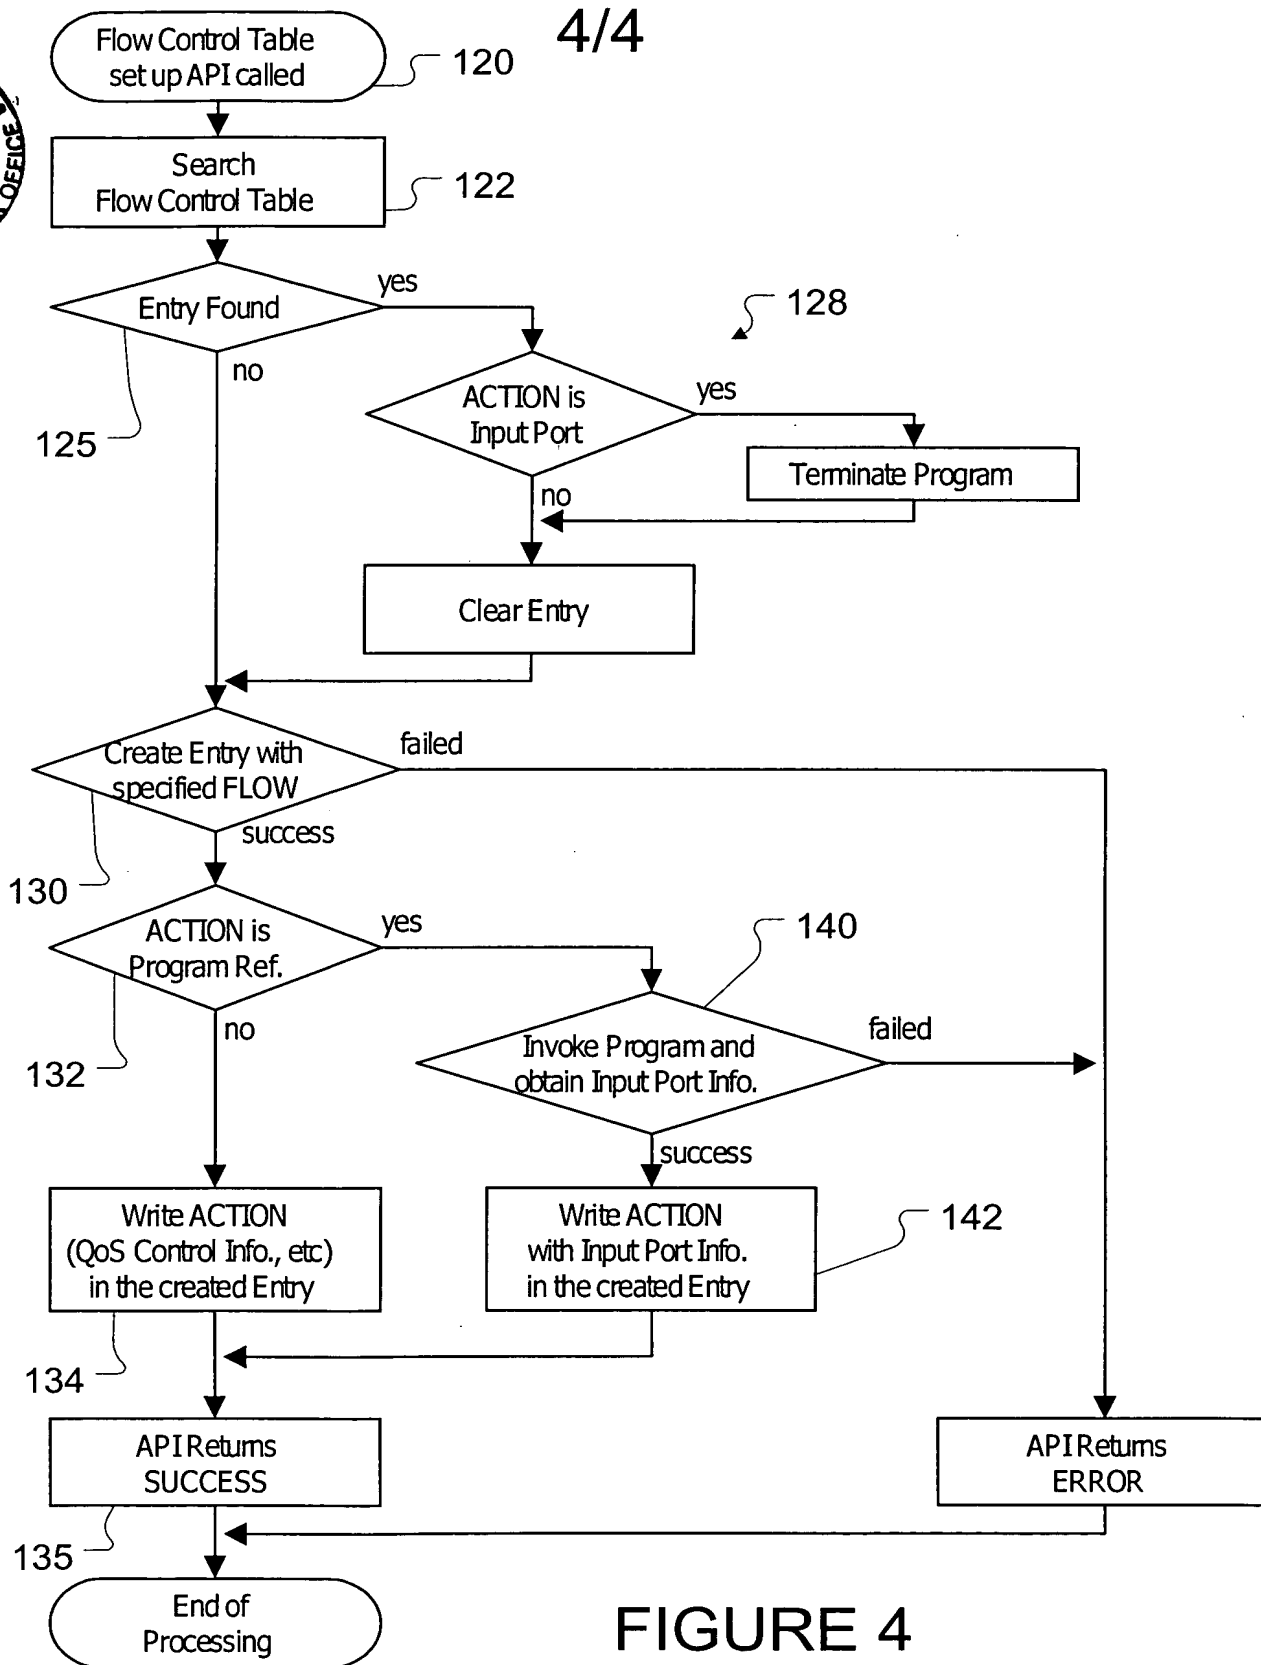 4/4
Flow Control Table
set up API called
120
OFFICE
Search
Flow Control Table
122
Entry Found
yes
no
125
128
ACTION is
Input Port
yes
no
Terminate Program
Clear Entry
Create Entry with
specified FLOW
failed
success
130
ACTION is
Program Ref.
yes
no
132
140
Invoke Program and
obtain Input Port Info.
failed
success
Write ACTION
(QoS Control Info., etc)
in the created Entry
134
Write ACTION
with Input Port Info.
in the created Entry
142
API Returns
SUCCESS
135
API Returns
ERROR
End of
Processing
FIGURE 4